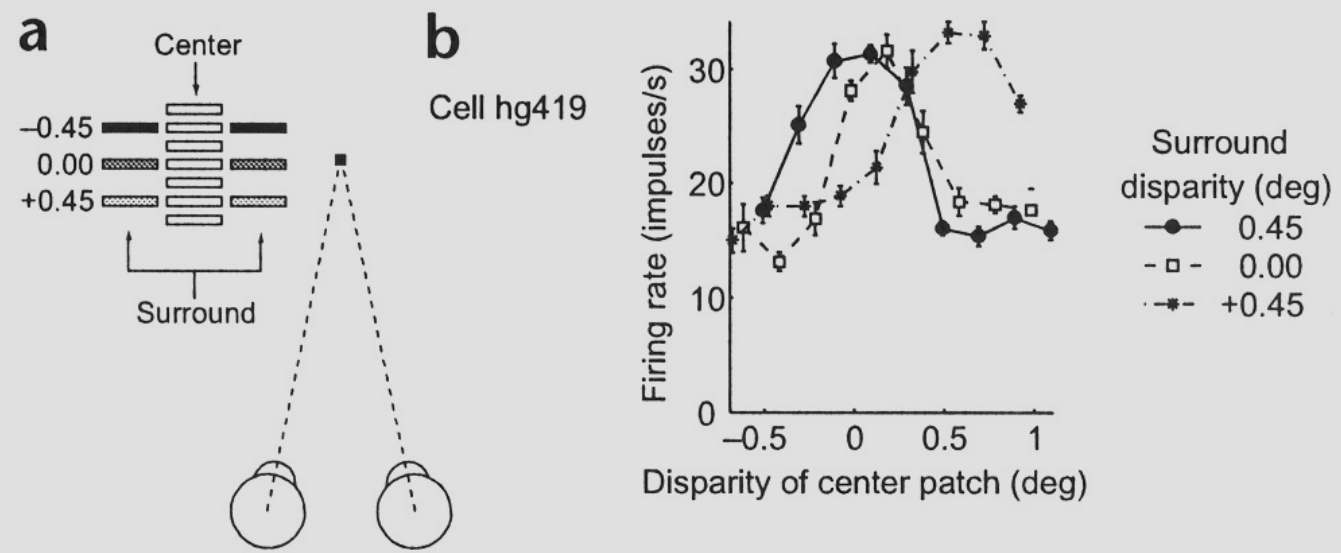 a
Center
–0.45
0.00
+0.45
Surround
b
Cell hg419
Firing rate (impulses/s)
30
20
10
0
–0.5 0 0.5 1
Disparity of center patch (deg)
Surround
disparity (deg)
0.45
0.00
+0.45